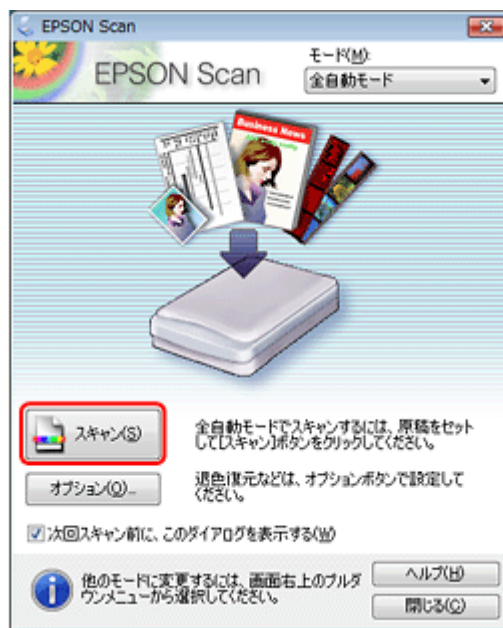 EPSON Scan
EPSON Scan
モード(M):
全自動モード
Business News
スキャン(S)
全自動モードでスキャンするには、原稿をセット
して[スキャン]ボタンをクリックしてください。
オプション(O)...
退色復元などは、オプションボタンで設定して
ください。
次回スキャン前に、このダイアログを表示する(W)
他のモードに変更するには、画面右上のプルダ
ウンメニューから選択してください。
ヘルプ(H)
閉じる(C)